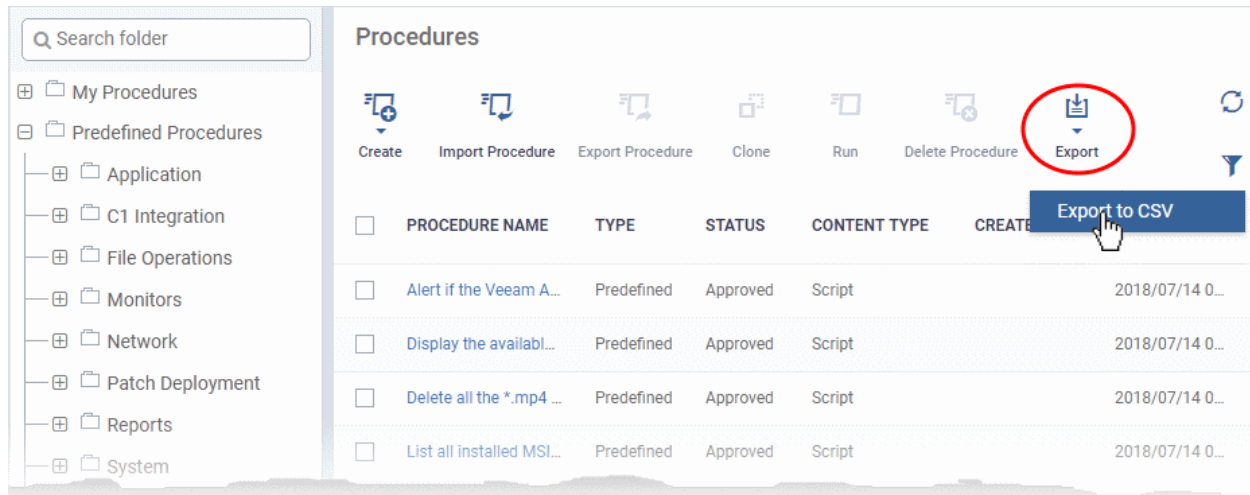 Search folder
My Procedures
Predefined Procedures
Application
C1 Integration
File Operations
Monitors
Network
Patch Deployment
Reports
System
Procedures
Create Import Procedure Export Procedure Clone Run Delete Procedure Export
Export to CSV
PROCEDURE NAME TYPE STATUS CONTENT TYPE CREATE
Alert if the Veeam A... Predefined Approved Script 2018/07/14 0...
Display the availabl... Predefined Approved Script 2018/07/14 0...
Delete all the *.mp4 ... Predefined Approved Script 2018/07/14 0...
List all installed MSI... Predefined Approved Script 2018/07/14 0...